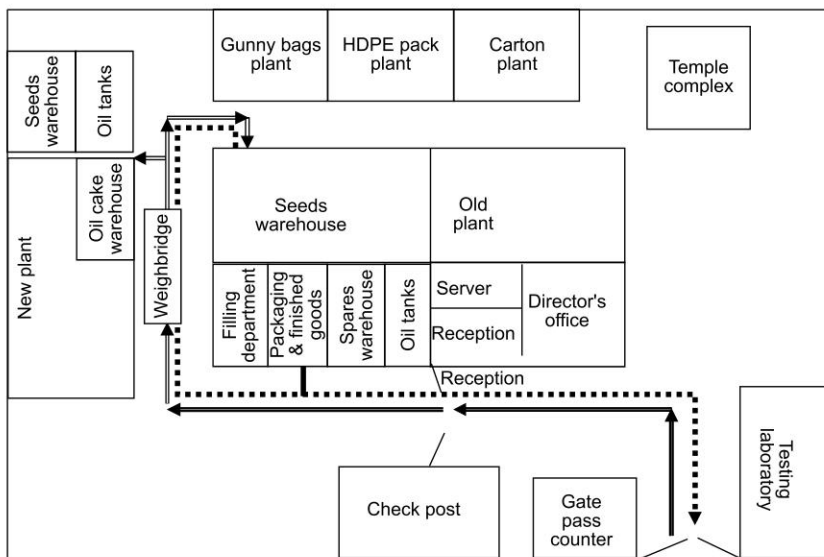 Gunny bags
plant
HDPE pack
plant
Carton
plant
Temple
complex
Seeds
warehouse
Oil tanks
Oil cake
warehouse
New plant
Weighbridge
Seeds
warehouse
Old
plant
Filling
department
Packaging
& finished
goods
Spares
warehouse
Oil tanks
Server
Reception
Director's
office
Reception
Check post
Gate
pass
counter
Testing
laboratory